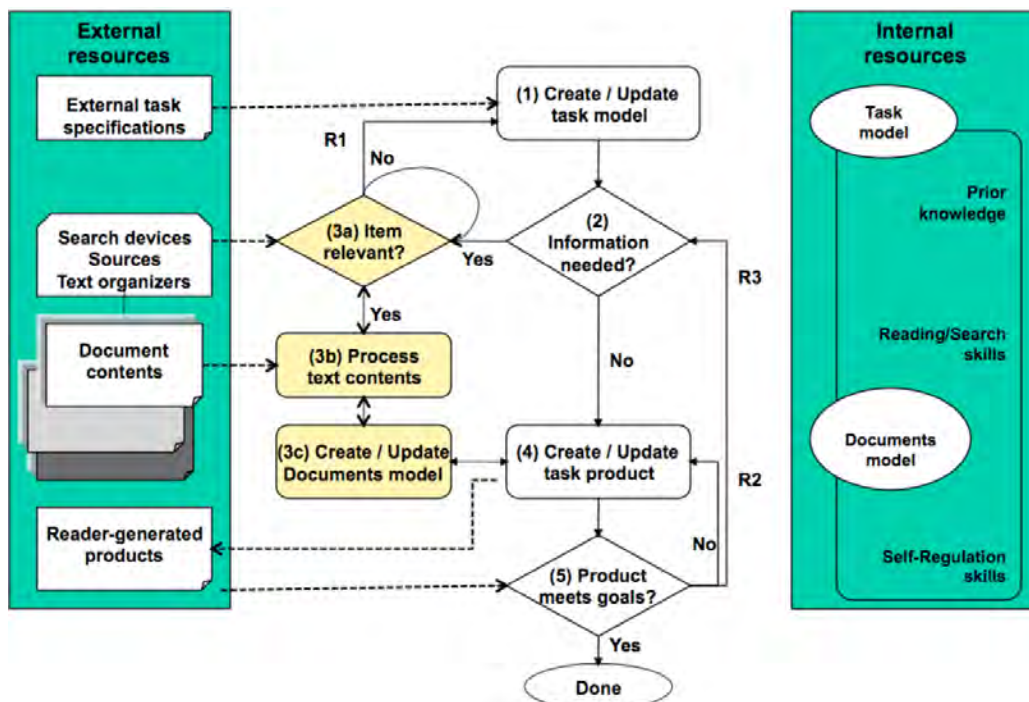 External
resources
External task
specifications
Search devices
Sources
Text organizers
Document
contents
Reader-generated
products
(1) Create / Update
task model
R1
No
(3a) Item
relevant?
Yes
(2)
Information
needed?
R3
Yes
(3b) Process
text contents
No
(3c) Create / Update
Documents model
(4) Create / Update
task product
R2
No
(5) Product
meets goals?
Yes
Done
Internal
resources
Task
model
Prior
knowledge
Reading/Search
skills
Documents
model
Self-Regulation
skills